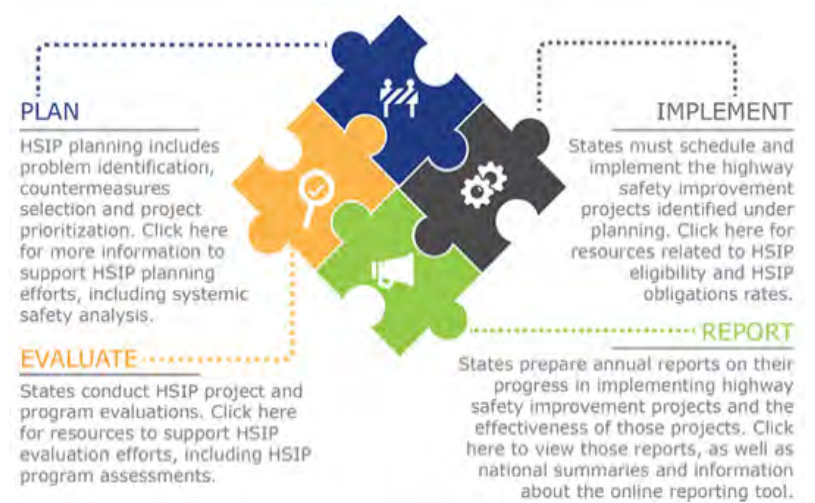 PLAN
HSIP planning includes
problem identification,
countermeasures
selection and project
prioritization. Click here
for more information to
support HSIP planning
efforts, including systemic
safety analysis.
IMPLEMENT
States must schedule and
implement the highway
safety improvement
projects identified under
planning. Click here for
resources related to HSIP
eligibility and HSIP
obligations rates.
EVALUATE
States conduct HSIP project and
program evaluations. Click here
for resources to support HSIP
evaluation efforts, including HSIP
program assessments.
REPORT
States prepare annual reports on their
progress in implementing highway
safety improvement projects and the
effectiveness of those projects. Click
here to view those reports, as well as
national summaries and information
about the online reporting tool.